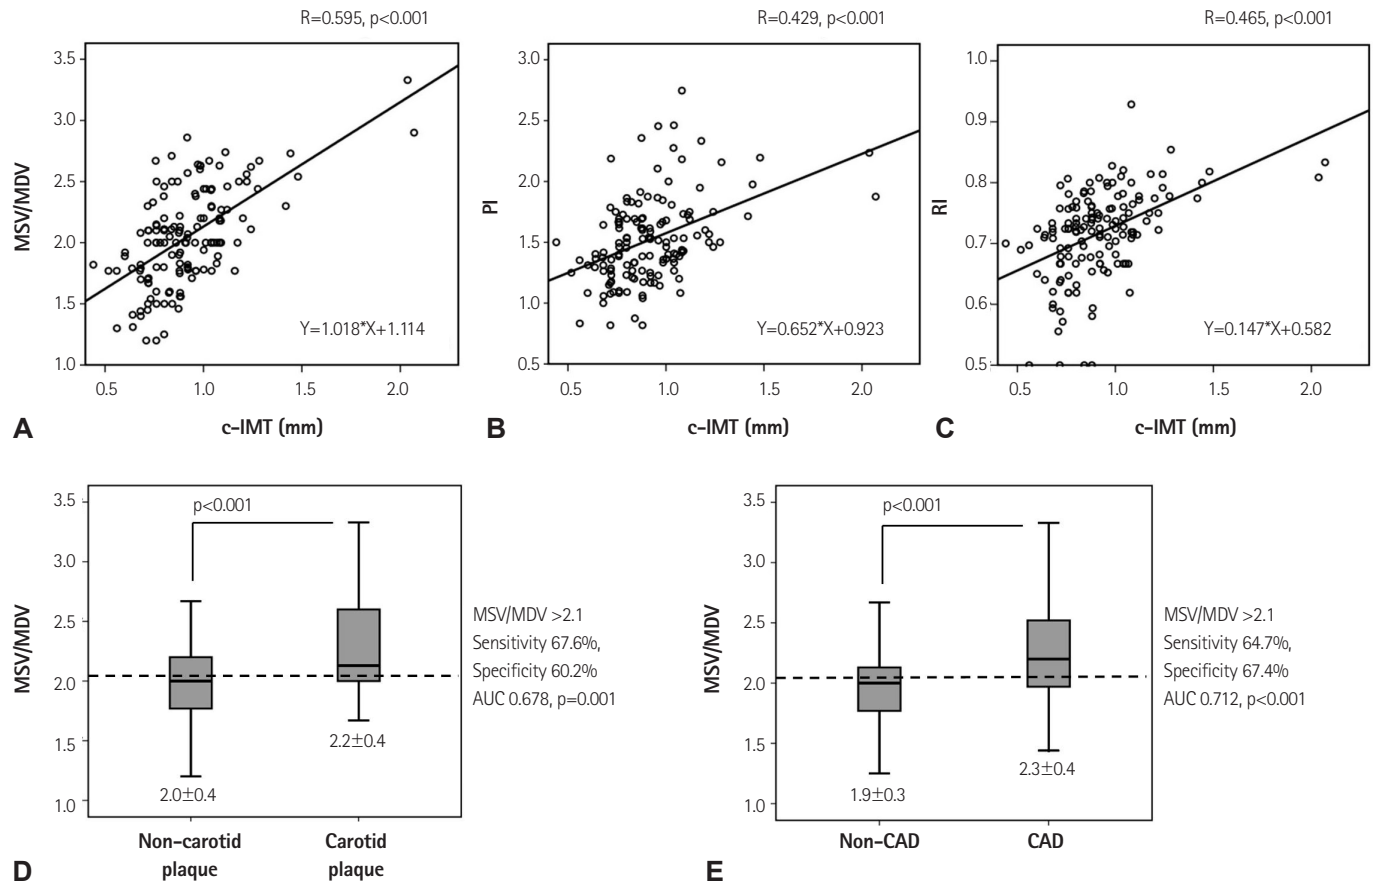 R=0.595, p<0.001
3.5
3.0
2.5
2.0
1.5
1.0
MSV/MDV
Y=1.018*X+1.114
0.5 1.0 1.5 2.0
c-IMT (mm)
A
R=0.429, p<0.001
3.0
2.5
2.0
1.5
1.0
0.5
PI
Y=0.652*X+0.923
0.5 1.0 1.5 2.0
c-IMT (mm)
B
R=0.465, p<0.001
1.0
0.9
0.8
0.7
0.6
0.5
RI
Y=0.147*X+0.582
0.5 1.0 1.5 2.0
c-IMT (mm)
C
3.5
3.0
2.5
2.0
1.5
1.0
MSV/MDV
p<0.001
2.0±0.4
2.2±0.4
Non-carotid
plaque
Carotid
plaque
MSV/MDV >2.1
Sensitivity 67.6%,
Specificity 60.2%
AUC 0.678, p=0.001
D
3.5
3.0
2.5
2.0
1.5
1.0
MSV/MDV
p<0.001
1.9±0.3
2.3±0.4
Non-CAD
CAD
MSV/MDV >2.1
Sensitivity 64.7%,
Specificity 67.4%
AUC 0.712, p<0.001
E